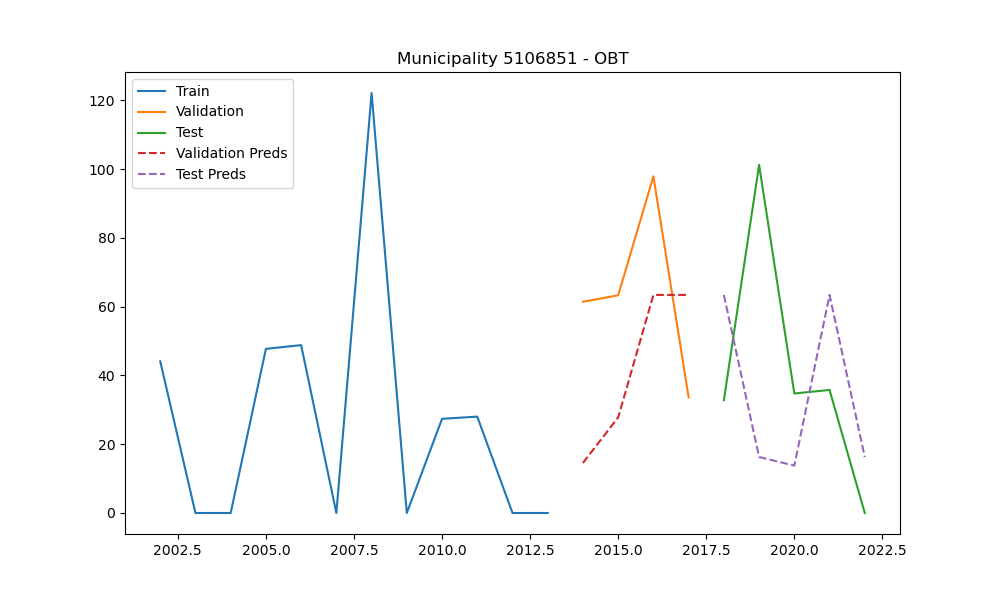 Municipality 5106851 - OBT
Train
Validation
Test
Validation Preds
Test Preds
120
100
80
60
40
20
0
2002.5 2005.0 2007.5 2010.0 2012.5 2015.0 2017.5 2020.0 2022.5